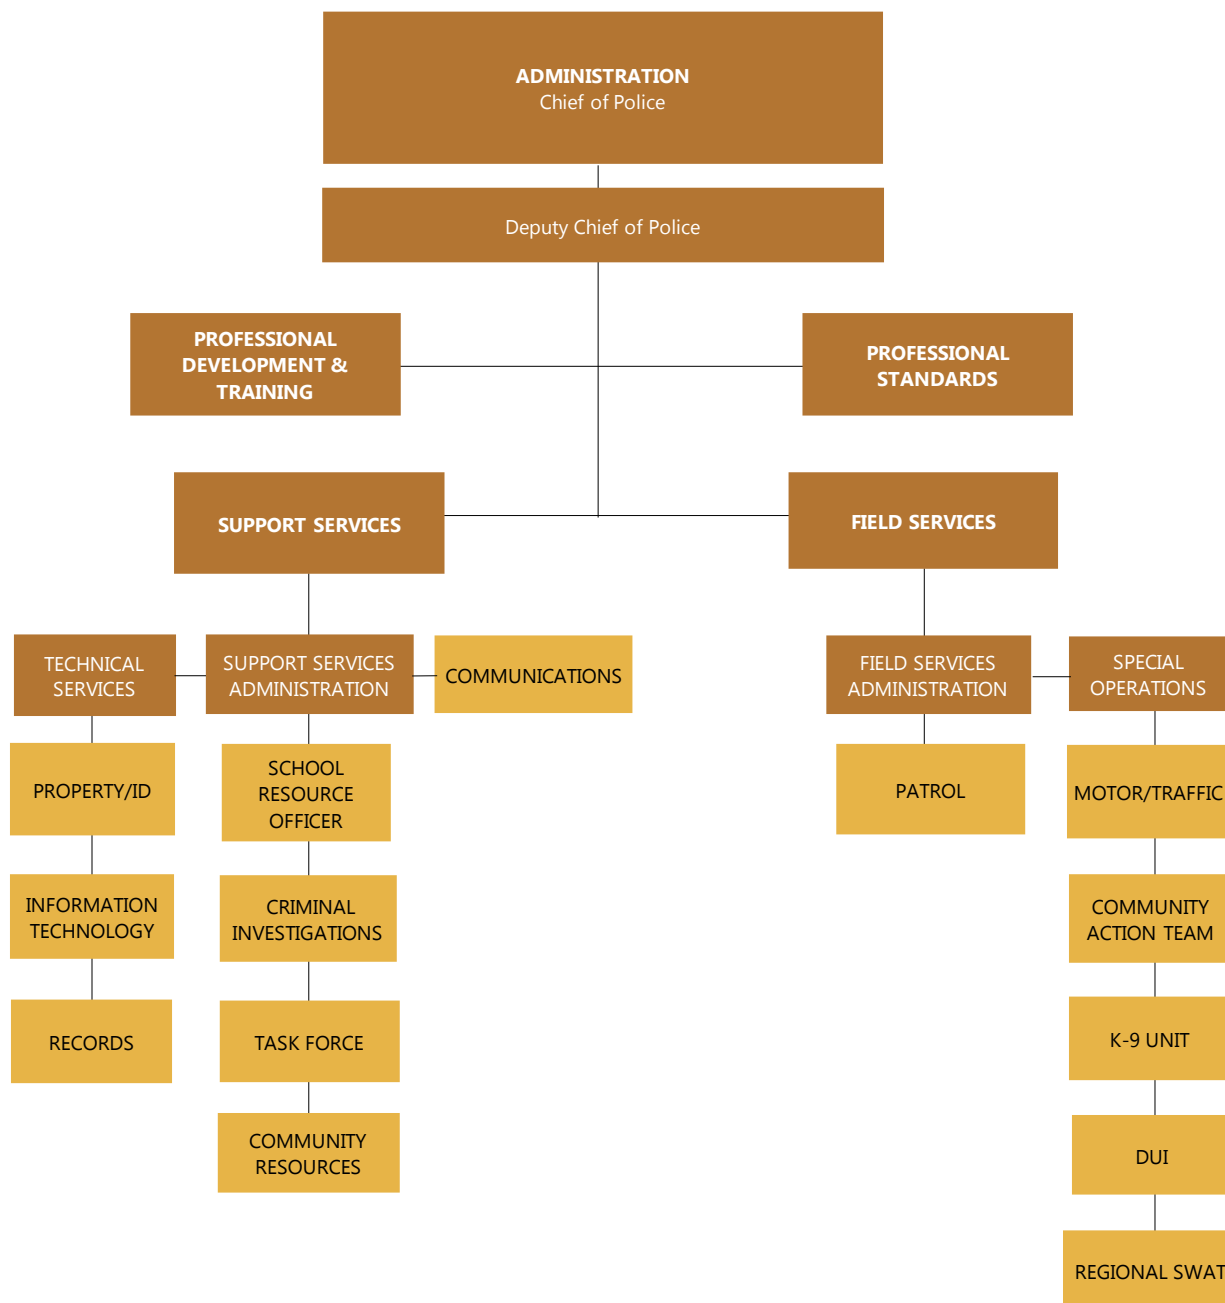 ADMINISTRATION
Chief of Police
Deputy Chief of Police
PROFESSIONAL
DEVELOPMENT &
TRAINING
PROFESSIONAL
STANDARDS
SUPPORT SERVICES
FIELD SERVICES
TECHNICAL
SERVICES
SUPPORT SERVICES
ADMINISTRATION
COMMUNICATIONS
FIELD SERVICES
ADMINISTRATION
SPECIAL
OPERATIONS
PROPERTY/ID
SCHOOL
RESOURCE
OFFICER
PATROL
MOTOR/TRAFFIC
INFORMATION
TECHNOLOGY
CRIMINAL
INVESTIGATIONS
COMMUNITY
ACTION TEAM
RECORDS
TASK FORCE
K-9 UNIT
COMMUNITY
RESOURCES
DUI
REGIONAL SWAT